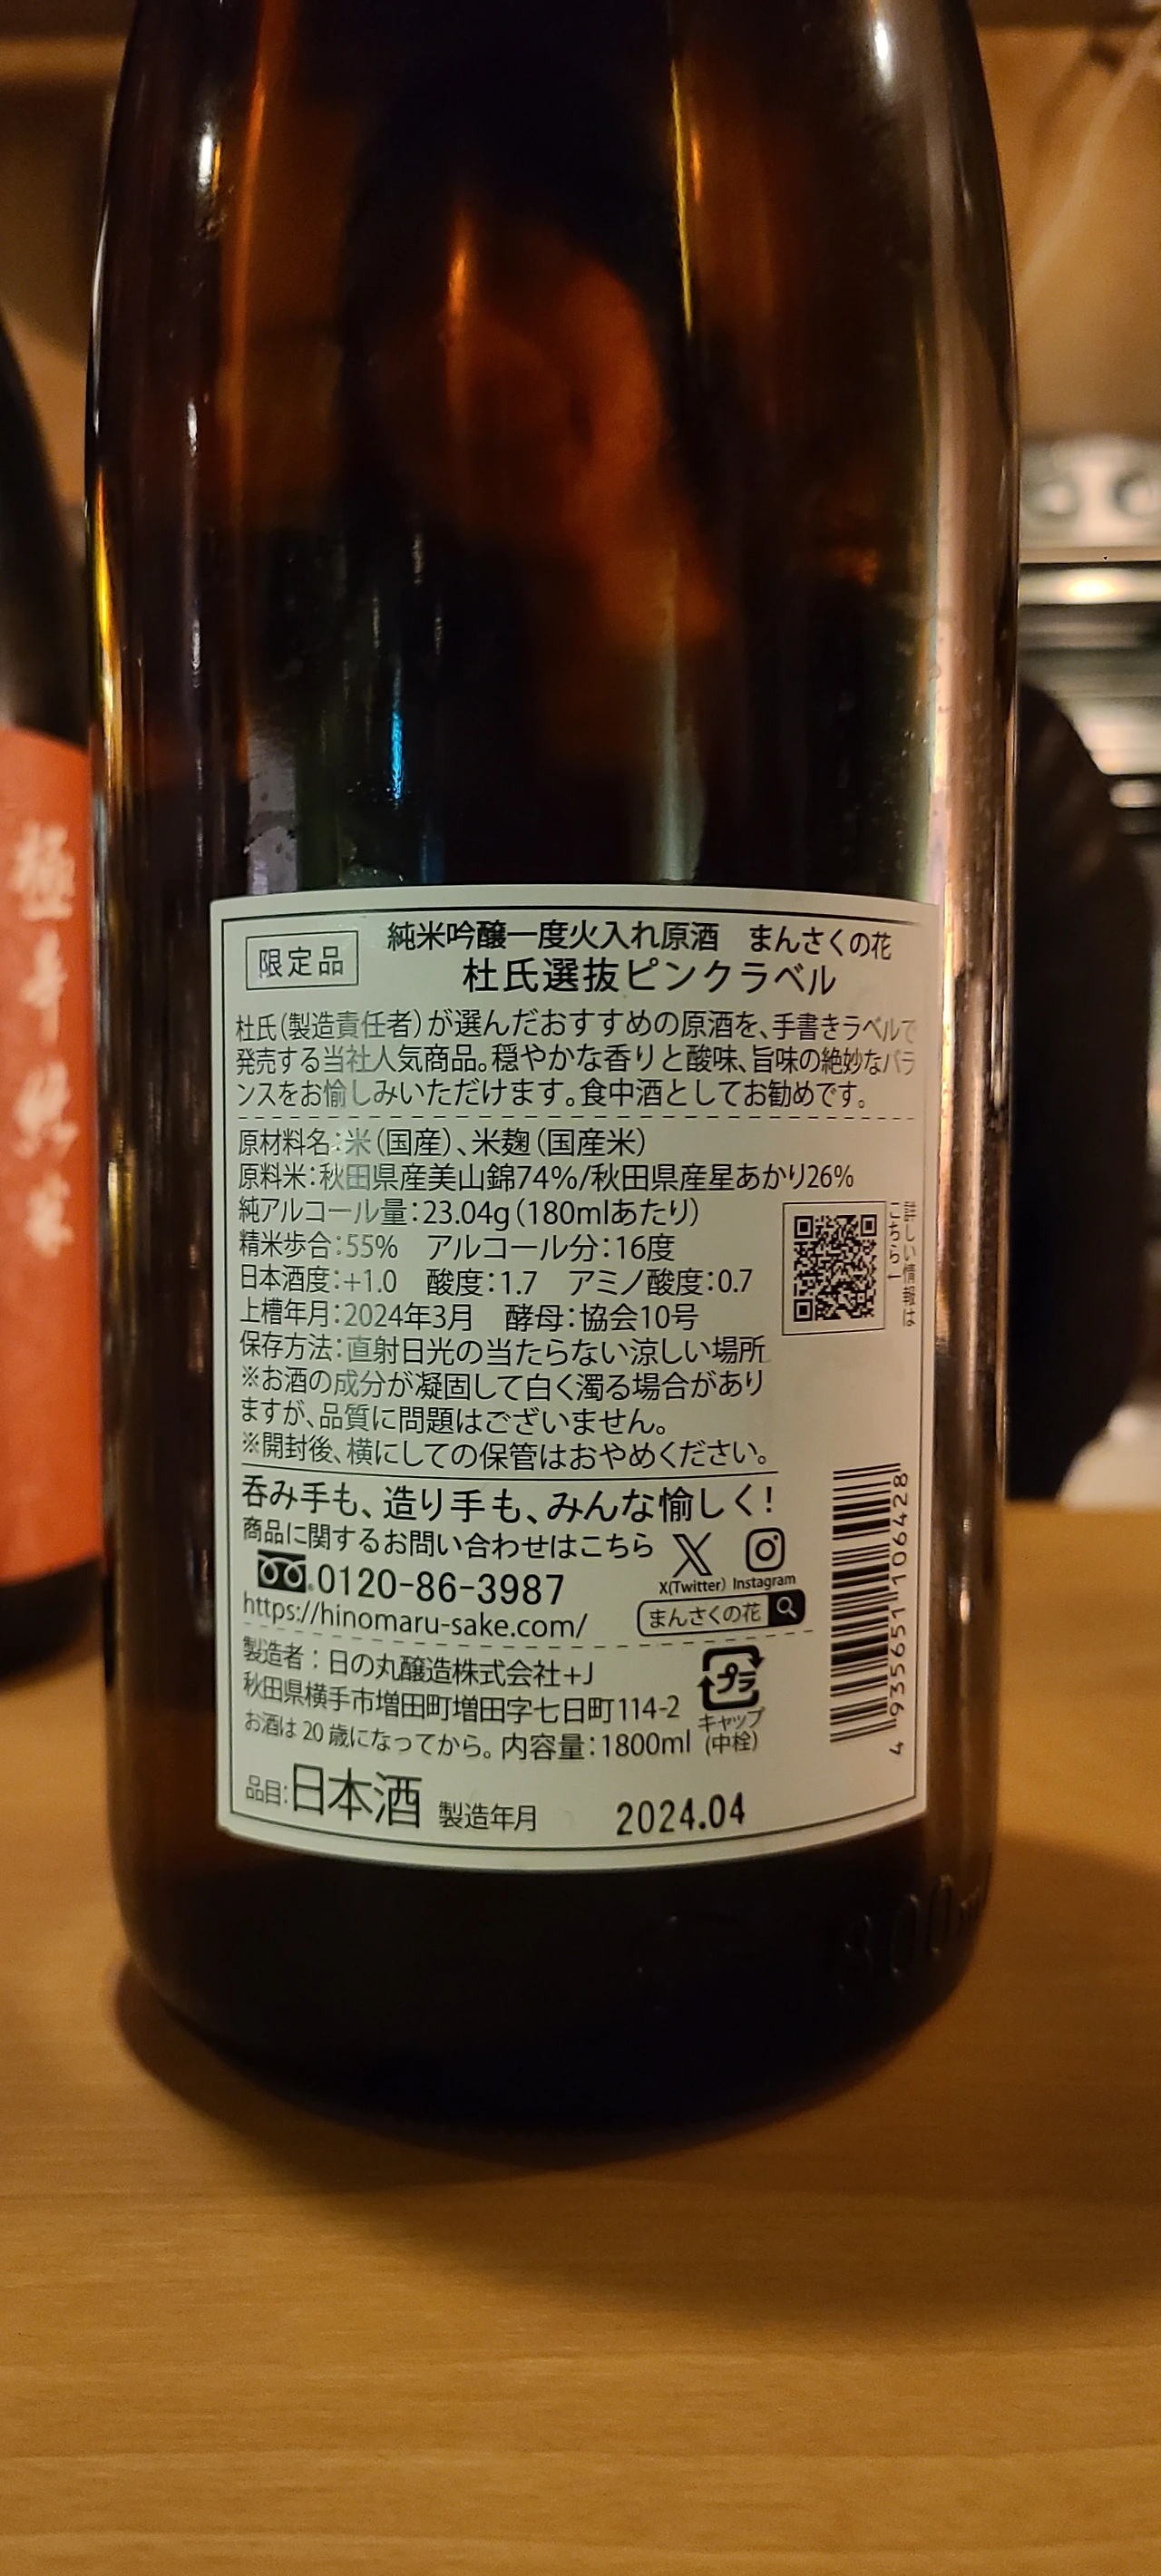 極辛純米
限定品
純米吟醸一度火入れ原酒 まんさくの花
杜氏選抜ピンクラベル
杜氏(製造責任者)が選んだおすすめの原酒を、手書きラベルで
発売する当社人気商品。穏やかな香りと酸味、旨味の絶妙なバラ
ンスをお愉しみいただけます。食中酒としてお勧めです。
原材料名:米(国産)、米麹(国産米)
原料米:秋田県産美山錦74%/秋田県産星あかり26%
純アルコール量:23.04g(180mlあたり)
精米歩合:55% アルコール分:16度
日本酒度:+1.0 酸度:1.7 アミノ酸度:0.7
上槽年月:2024年3月 酵母:協会10号
保存方法:直射日光の当たらない涼しい場所
※お酒の成分が凝固して白く濁る場合があり
ますが、品質に問題はございません。
※開封後、横にしての保管はおやめください。
詳しい情報は
こちら!
呑み手も、造り手も、みんな愉しく!
商品に関するお問い合わせはこちら
0120-86-3987
https://hinomaru-sake.com/
X(Twitter) Instagram
まんさくの花
製造者:日の丸醸造株式会社+J
秋田県横手市増田町増田字七日町114-2
お酒は20歳になってから。内容量:1800ml
プラ
キャップ
(中栓)
品目:日本酒 製造年月 2024.04
4 935651 106428